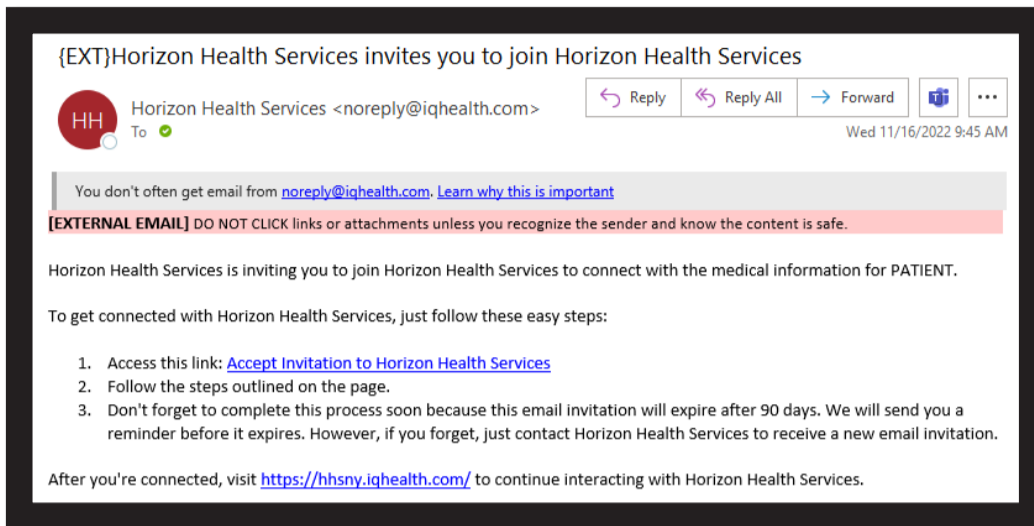 {EXT}Horizon Health Services invites you to join Horizon Health Services
HH
Horizon Health Services <noreply@iqhealth.com>
To
Reply
Reply All
Forward
Wed 11/16/2022 9:45 AM
You don't often get email from noreply@iqhealth.com. Learn why this is important
[EXTERNAL EMAIL] DO NOT CLICK links or attachments unless you recognize the sender and know the content is safe.
Horizon Health Services is inviting you to join Horizon Health Services to connect with the medical information for PATIENT.
To get connected with Horizon Health Services, just follow these easy steps:
1. Access this link: Accept Invitation to Horizon Health Services
2. Follow the steps outlined on the page.
3. Don't forget to complete this process soon because this email invitation will expire after 90 days. We will send you a
reminder before it expires. However, if you forget, just contact Horizon Health Services to receive a new email invitation.
After you're connected, visit https://hhsny.iqhealth.com/ to continue interacting with Horizon Health Services.